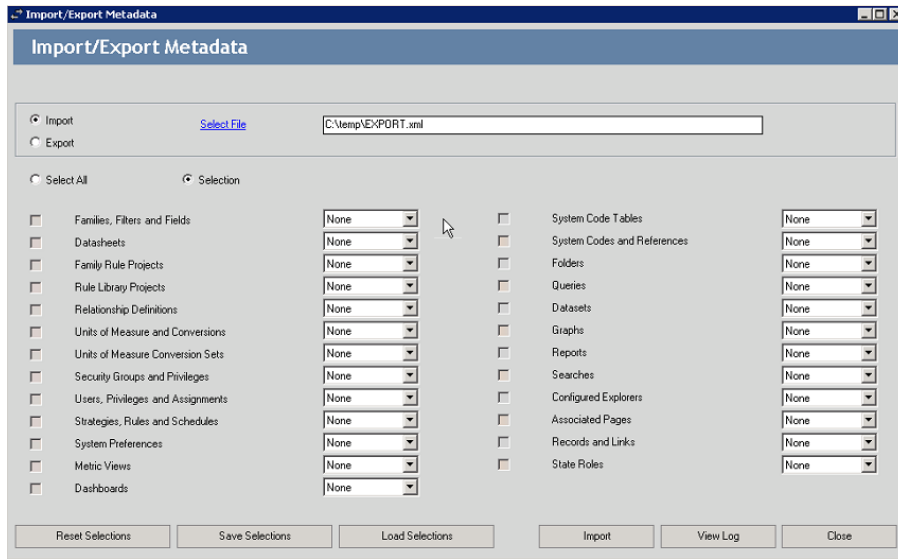 Import/Export Metadata
Import/Export Metadata
Import
Select File
C:\temp\EXPORT.xml
Export
Select All
Selection
Families, Filters and Fields None
Datasheets None
Family Rule Projects None
Rule Library Projects None
Relationship Definitions None
Units of Measure and Conversions None
Units of Measure Conversion Sets None
Security Groups and Privileges None
Users, Privileges and Assignments None
Strategies, Rules and Schedules None
System Preferences None
Metric Views None
Dashboards None
System Code Tables None
System Codes and References None
Folders None
Queries None
Datasets None
Graphs None
Reports None
Searches None
Configured Explorers None
Associated Pages None
Records and Links None
State Roles None
Reset Selections
Save Selections
Load Selections
Import
View Log
Close